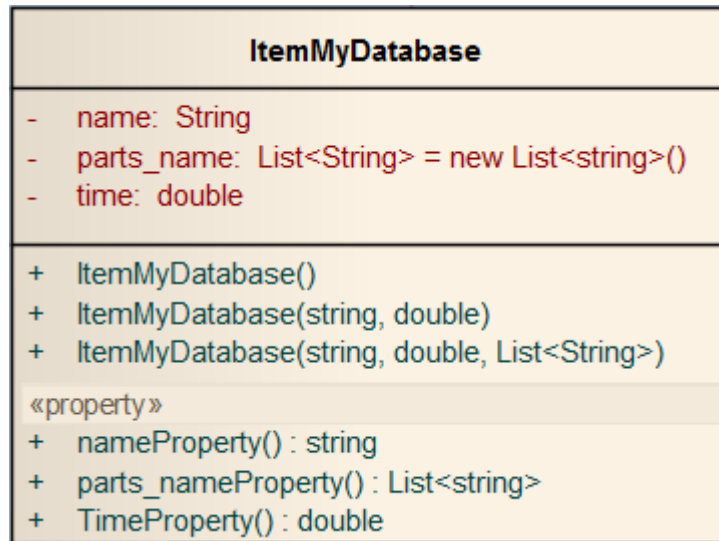 ItemMyDatabase
- name: String
- parts_name: List<String> = new List<string>()
- time: double
+ ItemMyDatabase()
+ ItemMyDatabase(string, double)
+ ItemMyDatabase(string, double, List<String>)
«property»
+ nameProperty() : string
+ parts_nameProperty() : List<string>
+ TimeProperty() : double